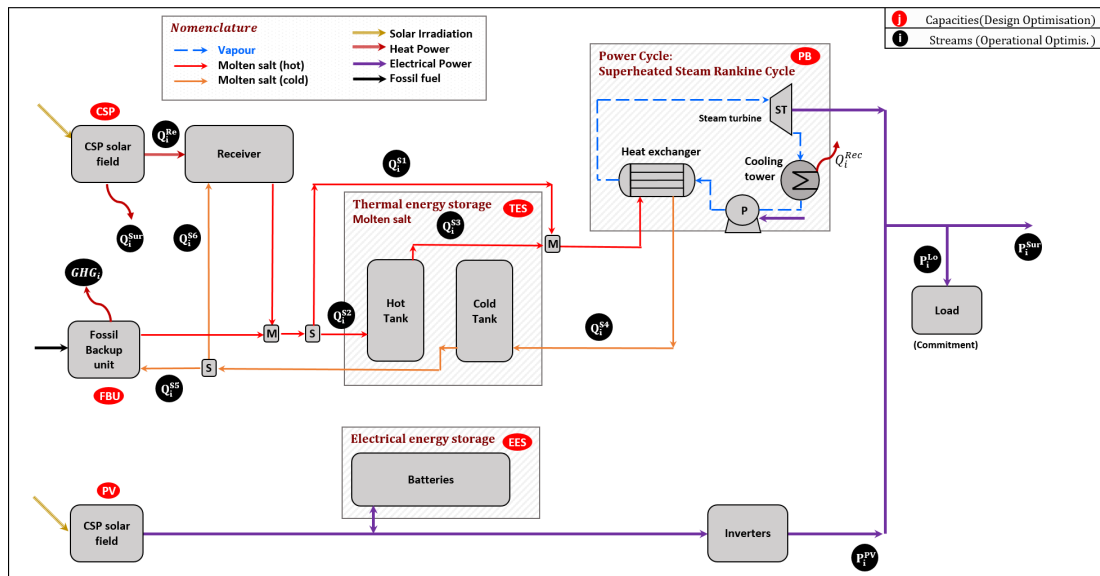 Nomenclature
Vapour
Molten salt (hot)
Molten salt (cold)
Solar Irradiation
Heat Power
Electrical Power
Fossil fuel
j Capacities(Design Optimisation)
i Streams (Operational Optimis.)
CSP
CSP solar
field
Q_i^Re
Receiver
Q_i^Sur
Q_i^S6
GHG_i
Fossil
Backup
unit
FBU
Q_i^S5
M
S
S
Q_i^S1
Q_i^S2
Thermal energy storage
Molten salt
TES
Q_i^S3
Hot
Tank
Cold
Tank
M
Q_i^S4
Power Cycle:
Superheated Steam Rankine Cycle
PB
ST
Steam turbine
Heat exchanger
Cooling
tower
Q_i^Rec
P
P_i^Lo
P_i^Sur
Load
(Commitment)
Electrical energy storage
EES
Batteries
PV
CSP solar
field
Inverters
P_i^PV